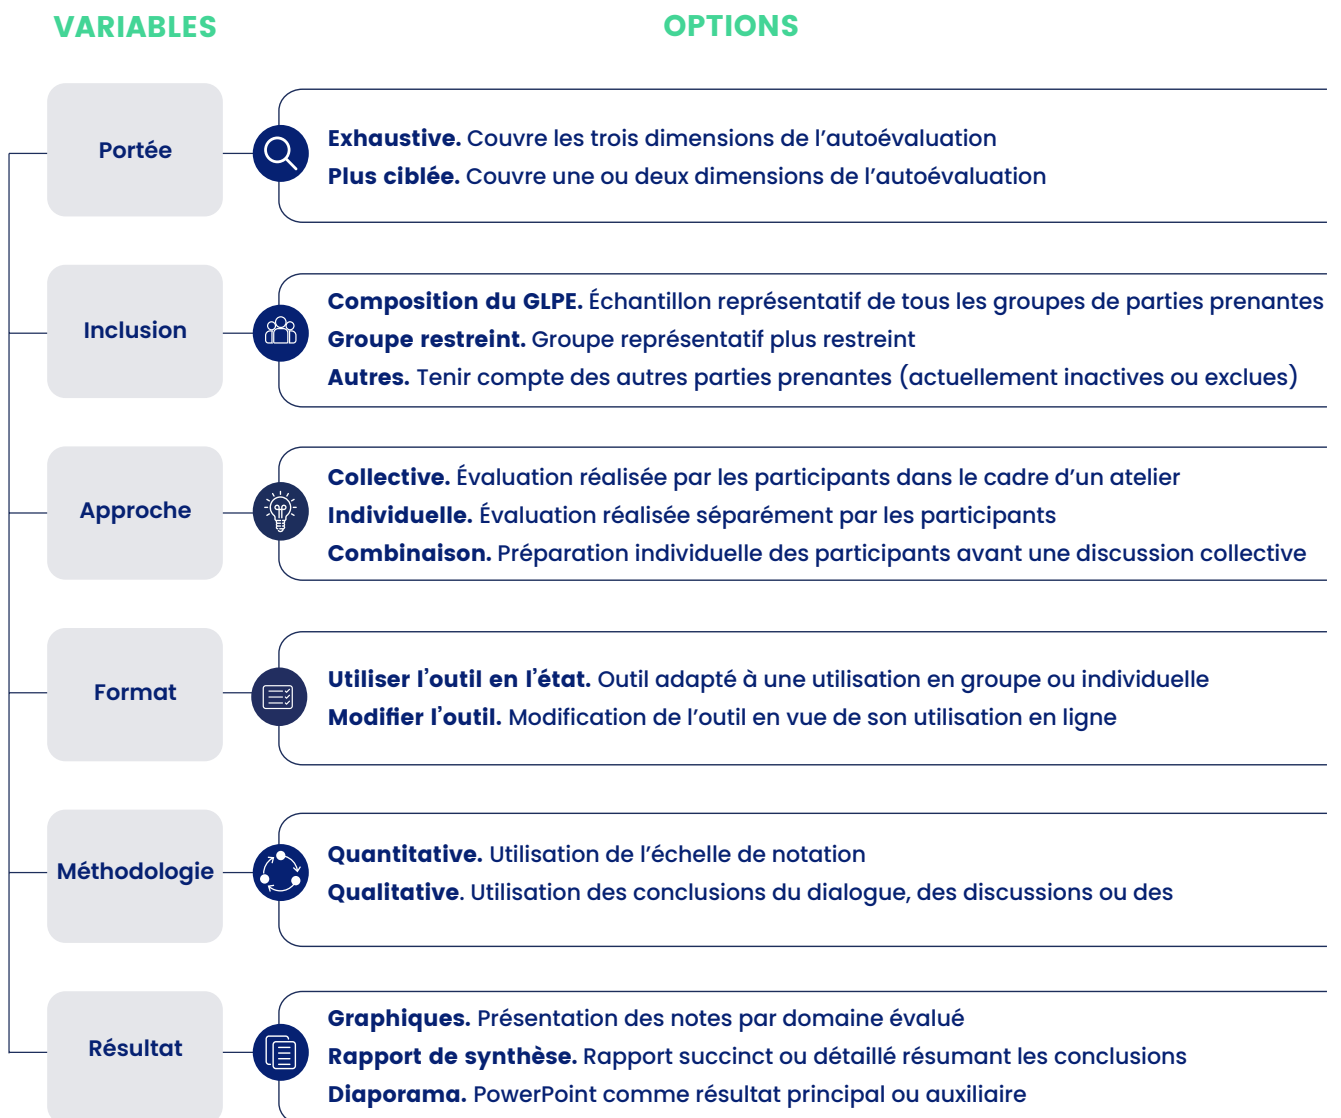 VARIABLES
OPTIONS
Portée
Exhaustive. Couvre les trois dimensions de l’autoévaluation
Plus ciblée. Couvre une ou deux dimensions de l’autoévaluation
Inclusion
Composition du GLPE. Échantillon représentatif de tous les groupes de parties prenantes
Groupe restreint. Groupe représentatif plus restreint
Autres. Tenir compte des autres parties prenantes (actuellement inactives ou exclues)
Approche
Collective. Évaluation réalisée par les participants dans le cadre d’un atelier
Individuelle. Évaluation réalisée séparément par les participants
Combinaison. Préparation individuelle des participants avant une discussion collective
Format
Utiliser l’outil en l’état. Outil adapté à une utilisation en groupe ou individuelle
Modifier l’outil. Modification de l’outil en vue de son utilisation en ligne
Méthodologie
Quantitative. Utilisation de l’échelle de notation
Qualitative. Utilisation des conclusions du dialogue, des discussions ou des
Résultat
Graphiques. Présentation des notes par domaine évalué
Rapport de synthèse. Rapport succinct ou détaillé résumant les conclusions
Diaporama. PowerPoint comme résultat principal ou auxiliaire